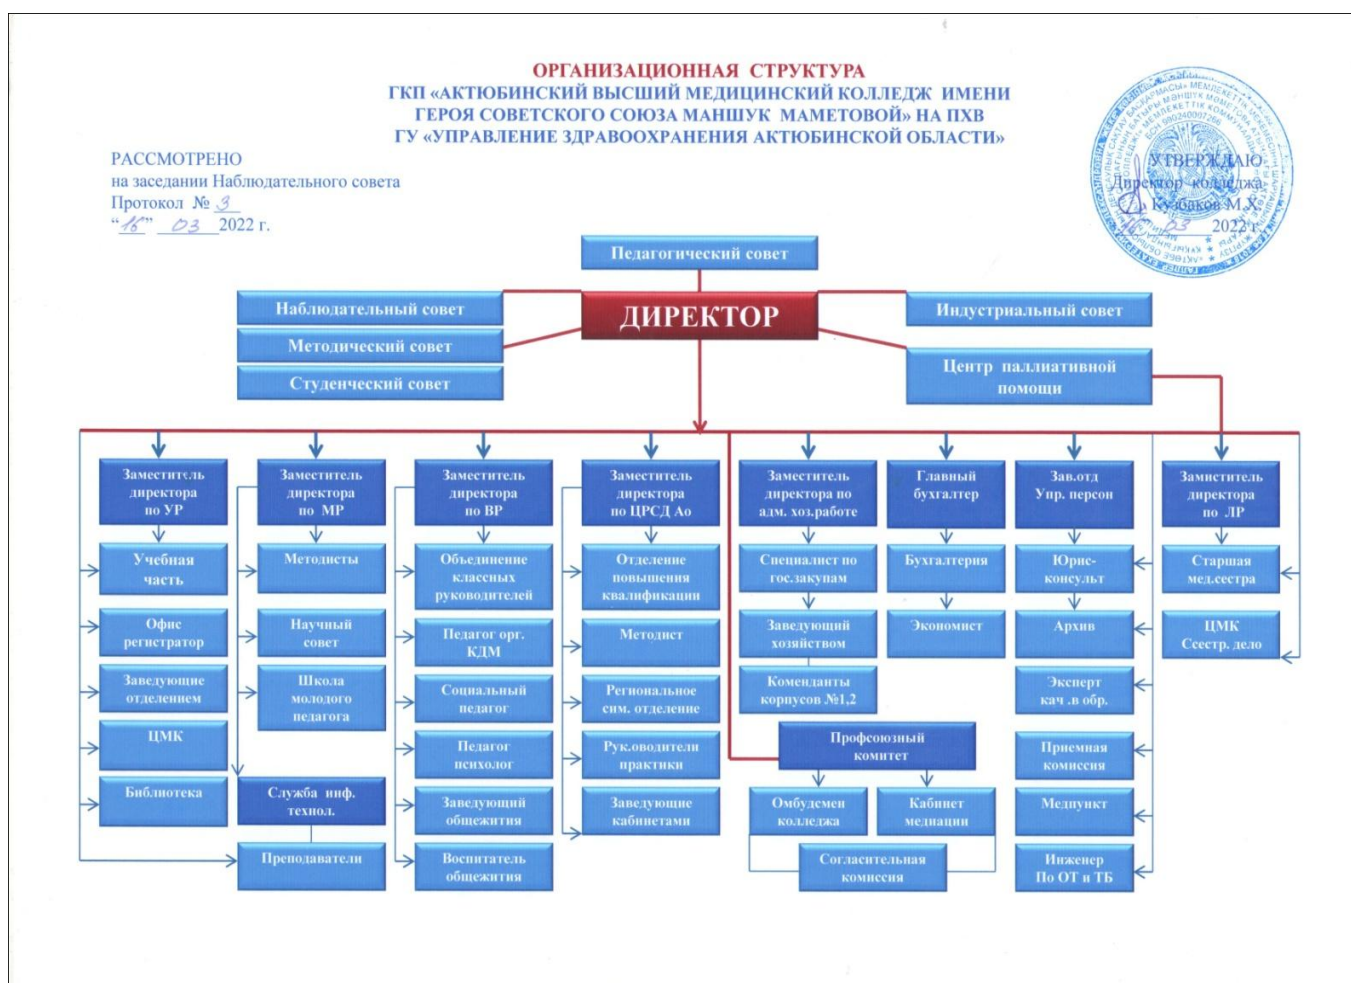 ОРГАНИЗАЦИОННАЯ СТРУКТУРА
ГКП «АКТЮБИНСКИЙ ВЫСШИЙ МЕДИЦИНСКИЙ КОЛЛЕДЖ ИМЕНИ
ГЕРОЯ СОВЕТСКОГО СОЮЗА МАНШУК МАМЕТОВОЙ» НА ПХВ
ГУ «УПРАВЛЕНИЕ ЗДРАВООХРАНЕНИЯ АКТЮБИНСКОЙ ОБЛАСТИ»
РАССМОТРЕНО
на заседании Наблюдательного совета
Протокол № 3
“16” 03 2022 г.
УТВЕРЖДАЮ
Директор колледжа
Кузбаков М.Х.
16 03 2022 г.
Педагогический совет
Наблюдательный совет
ДИРЕКТОР
Индустриальный совет
Методический совет
Студенческий совет
Центр паллиативной
помощи
Заместитель
директора
по УР
Заместитель
директора
по МР
Заместитель
директора
по ВР
Заместитель
директора
по ЦРСД Ао
Заместитель
директора по
адм. хоз.работе
Главный
бухгалтер
Зав.отд
Упр. персон
Заместитель
директора
по ЛР
Учебная
часть
Офис
регистратор
Заведующие
отделением
ЦМК
Библиотека
Методисты
Научный
совет
Школа
молодого
педагога
Служба инф.
технол.
Преподаватели
Объединение
классных
руководителей
Педагог орг.
КДМ
Социальный
педагог
Педагог
психолог
Заведующий
общежития
Воспитатель
общежития
Отделение
повышения
квалификации
Методист
Региональное
сим. отделение
Рук.оводители
практики
Заведующие
кабинетами
Специалист по
гос.закупам
Заведующий
хозяйством
Коменданты
корпусов №1,2
Профсоюзный
комитет
Омбудсмен
колледжа
Кабинет
медиации
Согласительная
комиссия
Бухгалтерия
Экономист
Юрис-
консульт
Архив
Эксперт
кач .в обр.
Приемная
комиссия
Медпункт
Инженер
По ОТ и ТБ
Старшая
мед.сестра
ЦМК
Ссестр. дело